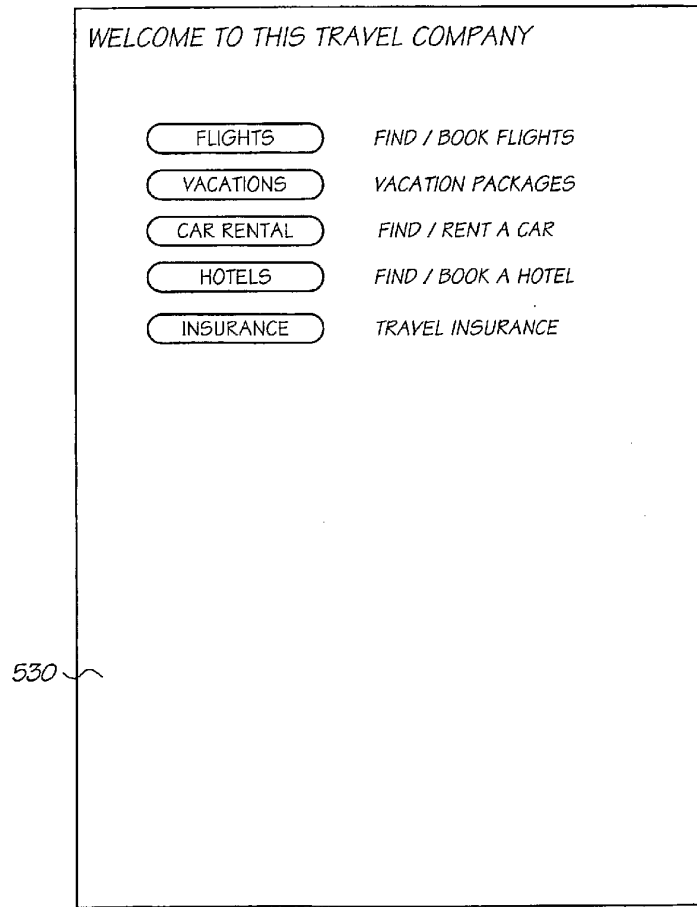 WELCOME TO THIS TRAVEL COMPANY
FLIGHTS FIND / BOOK FLIGHTS
VACATIONS VACATION PACKAGES
CAR RENTAL FIND / RENT A CAR
HOTELS FIND / BOOK A HOTEL
INSURANCE TRAVEL INSURANCE
530